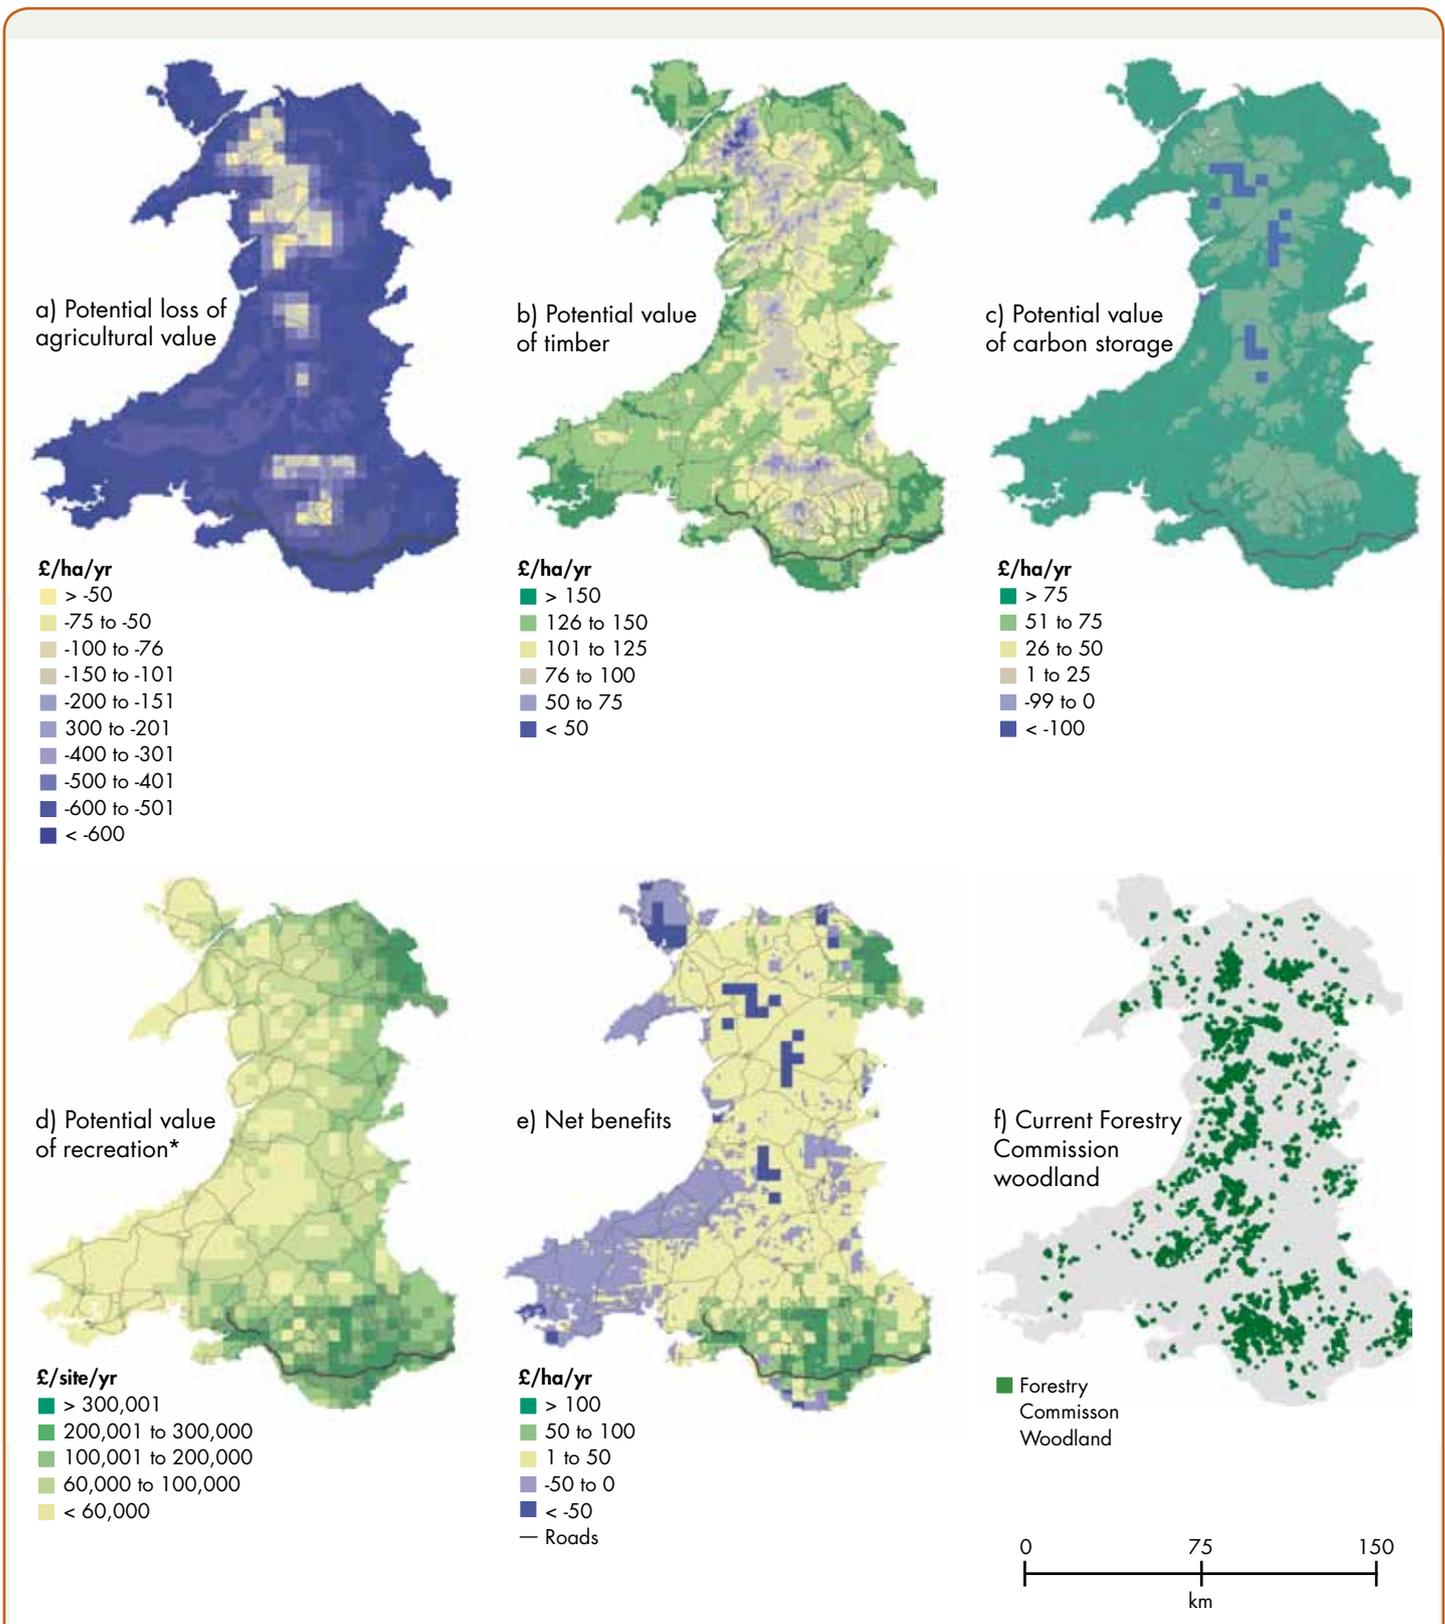 a) Potential loss of
agricultural value
£/ha/yr
> -50
-75 to -50
-100 to -76
-150 to -101
-200 to -151
300 to -201
-400 to -301
-500 to -401
-600 to -501
< -600
b) Potential value
of timber
£/ha/yr
> 150
126 to 150
101 to 125
76 to 100
50 to 75
< 50
c) Potential value
of carbon storage
£/ha/yr
> 75
51 to 75
26 to 50
1 to 25
-99 to 0
< -100
d) Potential value
of recreation*
£/site/yr
> 300,001
200,001 to 300,000
100,001 to 200,000
60,000 to 100,000
< 60,000
e) Net benefits
£/ha/yr
> 100
50 to 100
1 to 50
-50 to 0
< -50
Roads
f) Current Forestry
Commission
woodland
Forestry
Commisson
Woodland
0 75 150
km